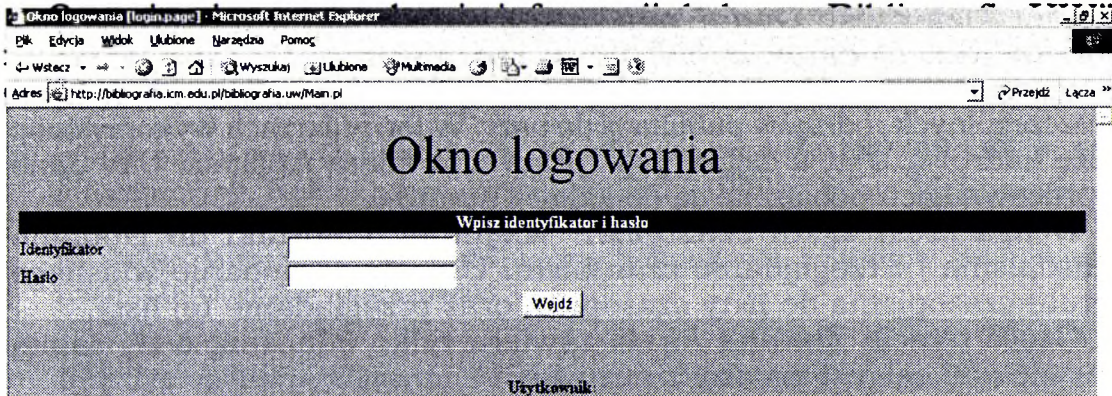 Okno logowania [login.page] - Microsoft Internet Explorer
Plik Edycja Widok Ulubione Narzędzia Pomoc
Wstecz Wyszukaj Ulubione Multimedia
Adres http://bibliografia.icm.edu.pl/bibliografia.uw/Main.pl Przejdź Łącza »
Okno logowania
Wpisz identyfikator i hasło
Identyfikator
Hasło
Wejdź
Użytkownik: